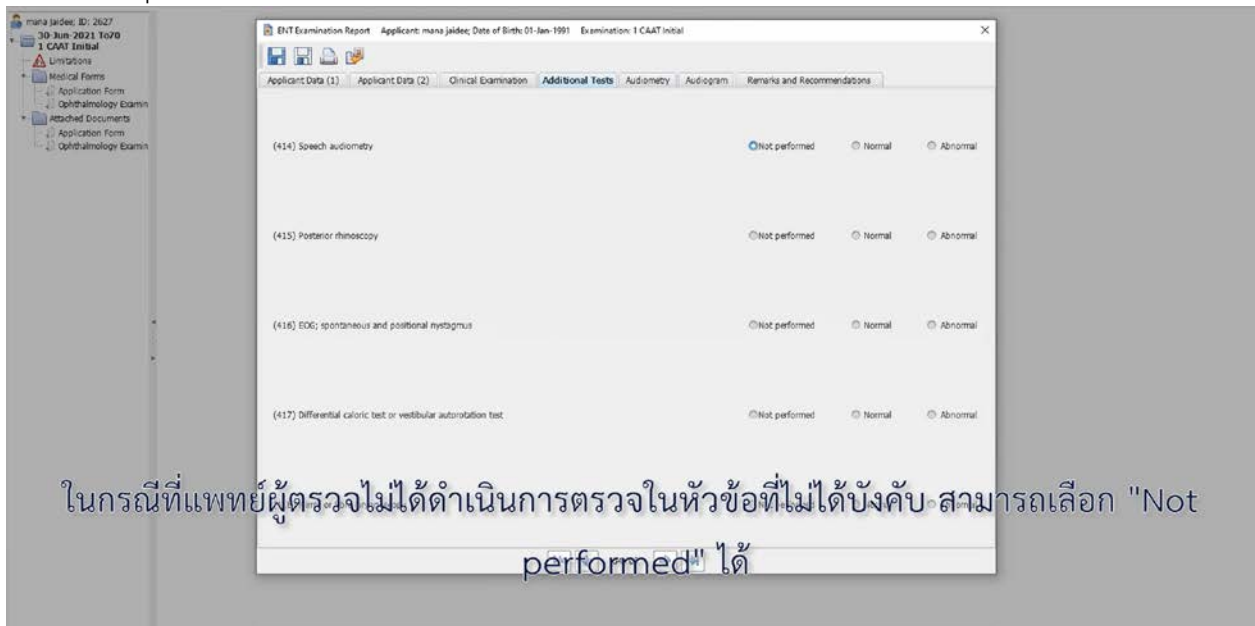 mana jaidee; ID: 2627
30-Jun-2021 To70
1 CAAT Initial
Limitations
Medical Forms
Application Form
Ophthalmology Examin
Attached Documents
Application Form
Ophthalmology Examin
ENT Examination Report Applicant: mana jaidee; Date of Birth: 01-Jan-1991 Examination: 1 CAAT Initial
Applicant Data (1) Applicant Data (2) Clinical Examination Additional Tests Audiometry Audiogram Remarks and Recommendations
(414) Speech audiometry Not performed Normal Abnormal
(415) Posterior rhinoscopy Not performed Normal Abnormal
(416) EOG; spontaneous and positional nystagmus Not performed Normal Abnormal
(417) Differential caloric test or vestibular autorotation test Not performed Normal Abnormal
ในกรณีที่แพทย์ผู้ตรวจไม่ได้ดำเนินการตรวจในหัวข้อที่ไม่ได้บังคับ สามารถเลือก "Not
performed" ได้